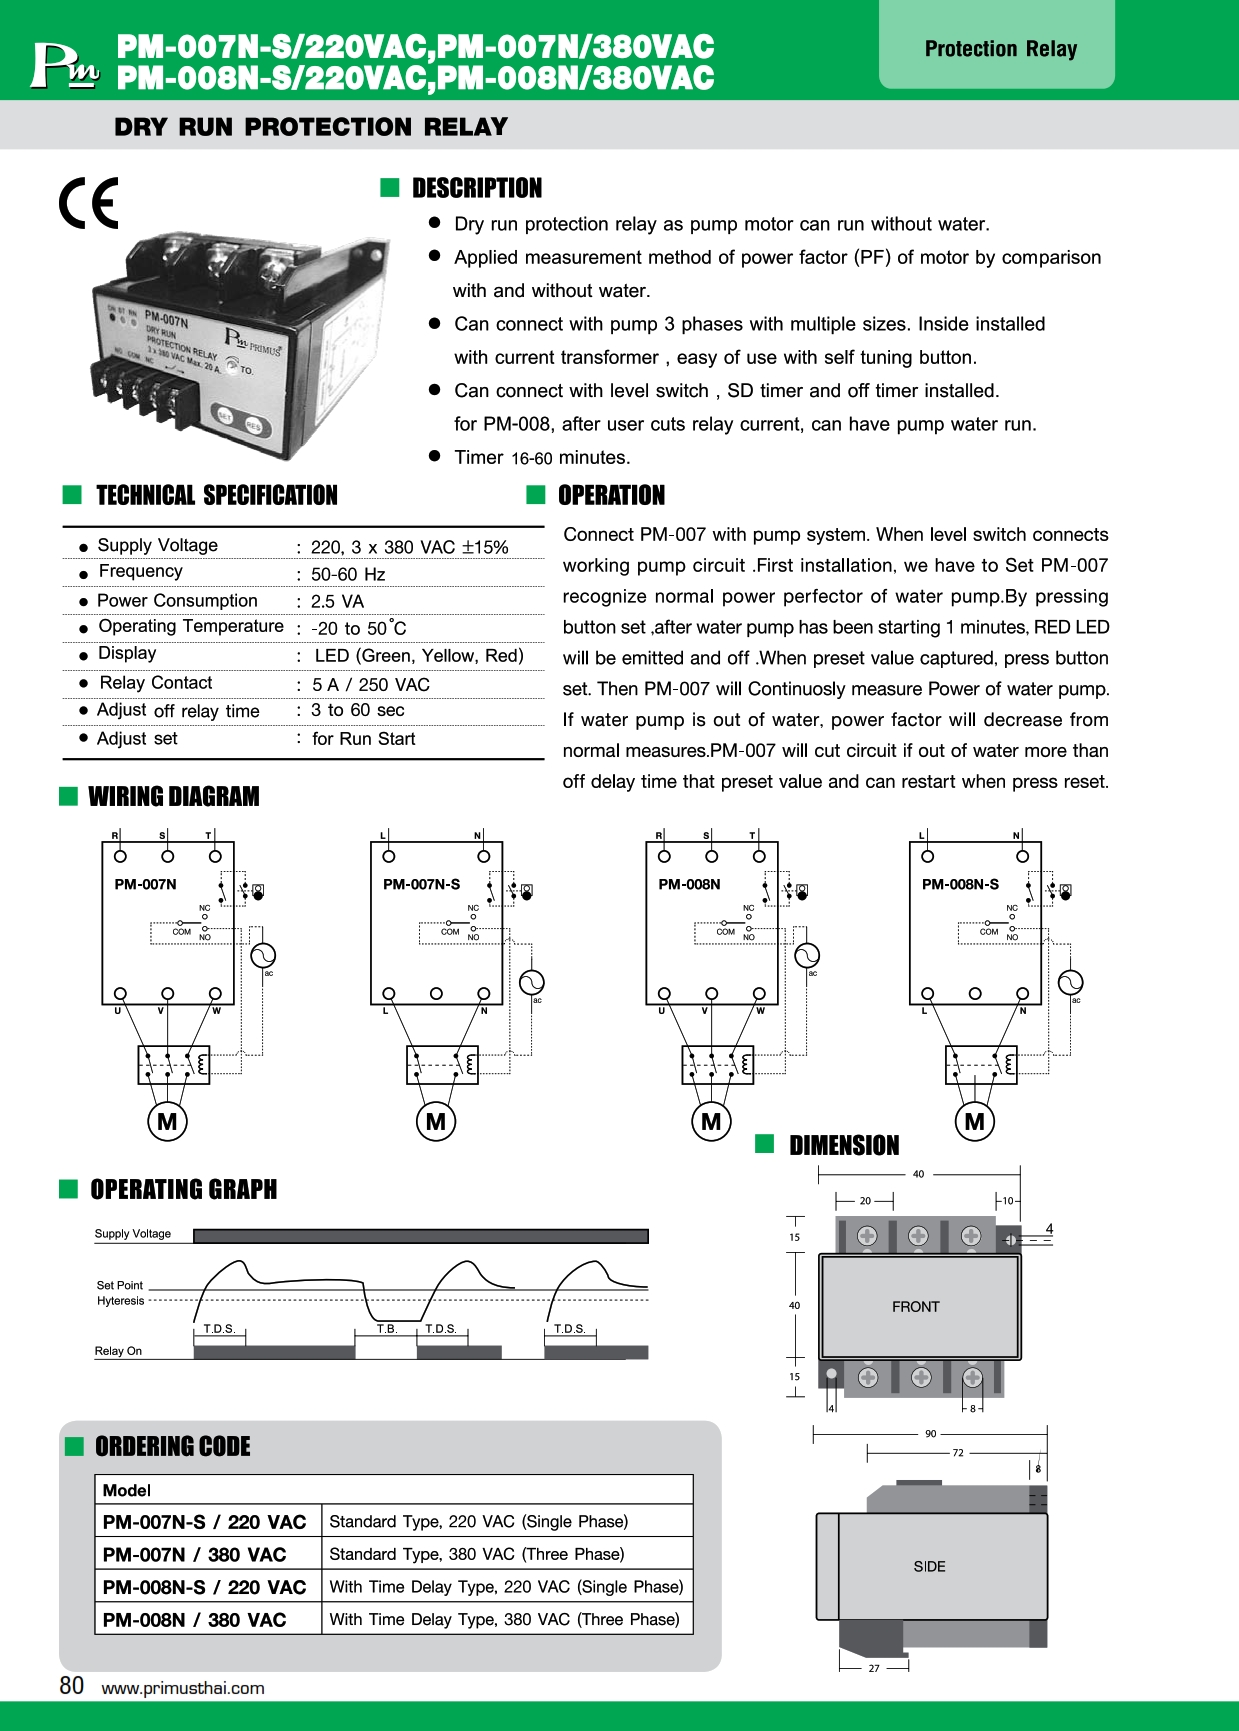 Pm
PM-007N-S/220VAC,PM-007N/380VAC
PM-008N-S/220VAC,PM-008N/380VAC
Protection Relay
DRY RUN PROTECTION RELAY
CE
ON ST RN
PM-007N
DRY RUN
PROTECTION RELAY
3 x 380 VAC Max. 20 A.
Pm PRIMUS
TO.
NO COM NC
SET
RES
DESCRIPTION
● Dry run protection relay as pump motor can run without water.
● Applied measurement method of power factor (PF) of motor by comparison
with and without water.
● Can connect with pump 3 phases with multiple sizes. Inside installed
with current transformer , easy of use with self tuning button.
● Can connect with level switch , SD timer and off timer installed.
for PM-008, after user cuts relay current, can have pump water run.
● Timer 16-60 minutes.
TECHNICAL SPECIFICATION
● Supply Voltage : 220, 3 x 380 VAC ±15%
● Frequency : 50-60 Hz
● Power Consumption : 2.5 VA
● Operating Temperature : -20 to 50°C
● Display : LED (Green, Yellow, Red)
● Relay Contact : 5 A / 250 VAC
● Adjust off relay time : 3 to 60 sec
● Adjust set : for Run Start
OPERATION
Connect PM-007 with pump system. When level switch connects
working pump circuit .First installation, we have to Set PM-007
recognize normal power perfector of water pump.By pressing
button set ,after water pump has been starting 1 minutes, RED LED
will be emitted and off .When preset value captured, press button
set. Then PM-007 will Continuosly measure Power of water pump.
If water pump is out of water, power factor will decrease from
normal measures.PM-007 will cut circuit if out of water more than
off delay time that preset value and can restart when press reset.
WIRING DIAGRAM
R S T
PM-007N
NC
COM NO
ac
U V W
M
L N
PM-007N-S
NC
COM NO
ac
L N
M
R S T
PM-008N
NC
COM NO
ac
U V W
M
L N
PM-008N-S
NC
COM NO
ac
L N
M
OPERATING GRAPH
Supply Voltage
Set Point
Hyteresis
T.D.S. T.B. T.D.S. T.D.S.
Relay On
DIMENSION
40
20 10
15
4
40
FRONT
15
4 8
90
72
8
SIDE
27
ORDERING CODE
Model
PM-007N-S / 220 VAC Standard Type, 220 VAC (Single Phase)
PM-007N / 380 VAC Standard Type, 380 VAC (Three Phase)
PM-008N-S / 220 VAC With Time Delay Type, 220 VAC (Single Phase)
PM-008N / 380 VAC With Time Delay Type, 380 VAC (Three Phase)
80 www.primusthai.com